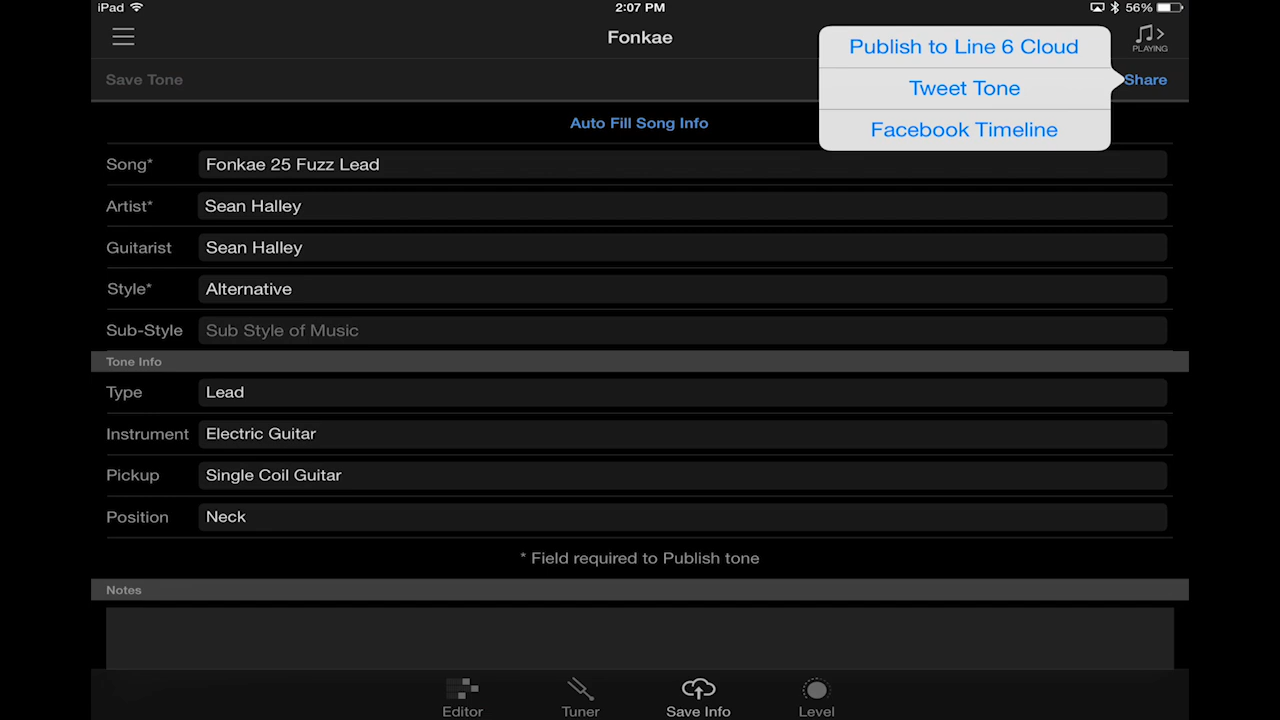 iPad 2:07 PM 56%
Fonkae
PLAYING
Save Tone
Share
Publish to Line 6 Cloud
Tweet Tone
Facebook Timeline
Auto Fill Song Info
Song* Fonkae 25 Fuzz Lead
Artist* Sean Halley
Guitarist Sean Halley
Style* Alternative
Sub-Style Sub Style of Music
Tone Info
Type Lead
Instrument Electric Guitar
Pickup Single Coil Guitar
Position Neck
* Field required to Publish tone
Notes
Editor Tuner Save Info Level